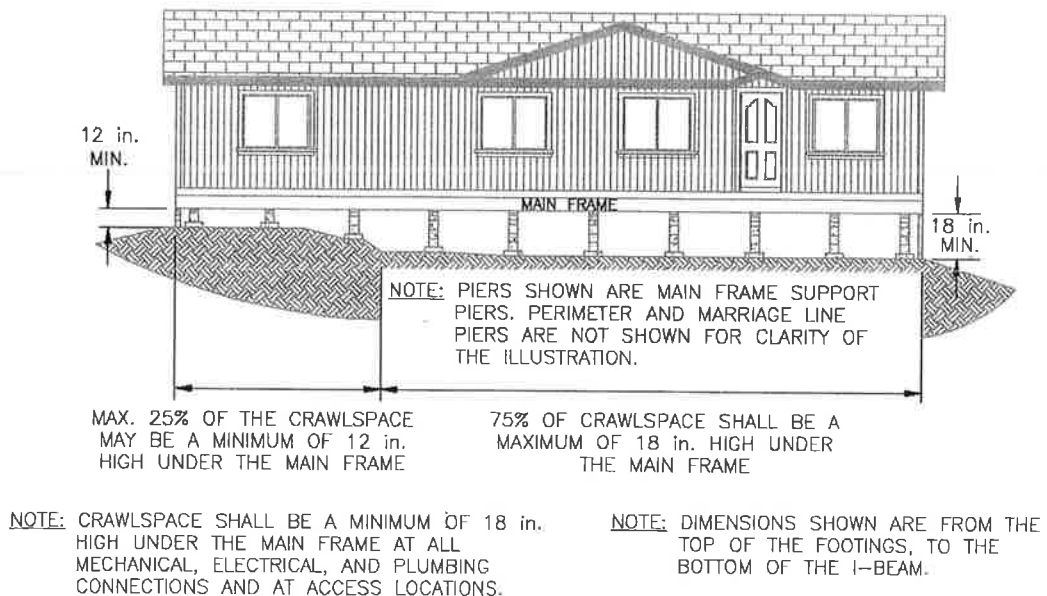 12 in.
MIN.
MAIN FRAME
18 in.
MIN.
NOTE: PIERS SHOWN ARE MAIN FRAME SUPPORT
PIERS. PERIMETER AND MARRIAGE LINE
PIERS ARE NOT SHOWN FOR CLARITY OF
THE ILLUSTRATION.
MAX. 25% OF THE CRAWLSPACE
MAY BE A MINIMUM OF 12 in.
HIGH UNDER THE MAIN FRAME
75% OF CRAWLSPACE SHALL BE A
MAXIMUM OF 18 in. HIGH UNDER
THE MAIN FRAME
NOTE: CRAWLSPACE SHALL BE A MINIMUM OF 18 in.
HIGH UNDER THE MAIN FRAME AT ALL
MECHANICAL, ELECTRICAL, AND PLUMBING
CONNECTIONS AND AT ACCESS LOCATIONS.
NOTE: DIMENSIONS SHOWN ARE FROM THE
TOP OF THE FOOTINGS, TO THE
BOTTOM OF THE I-BEAM.